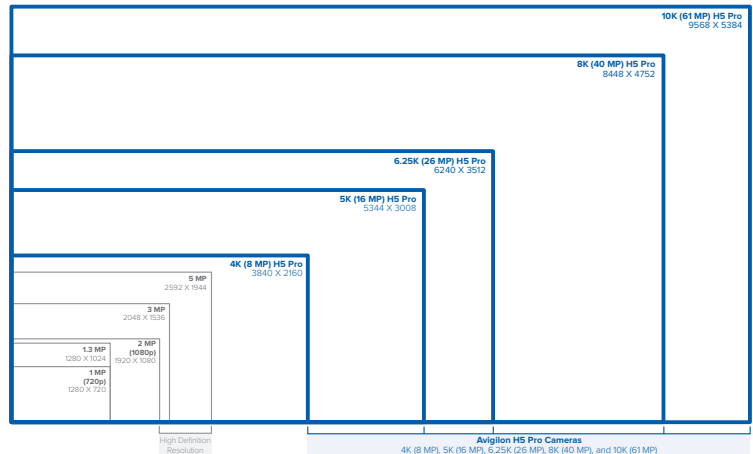 10K (61 MP) H5 Pro
9568 X 5384
8K (40 MP) H5 Pro
8448 X 4752
6.25K (26 MP) H5 Pro
6240 X 3512
5K (16 MP) H5 Pro
5344 X 3008
4K (8 MP) H5 Pro
3840 X 2160
5 MP
2592 X 1944
3 MP
2048 X 1536
2 MP
(1080p)
1920 X 1080
1.3 MP
1280 X 1024
1 MP
(720p)
1280 X 720
High Definition
Resolution
Avigilon H5 Pro Cameras
4K (8 MP), 5K (16 MP), 6.25K (26 MP), 8K (40 MP), and 10K (61 MP)